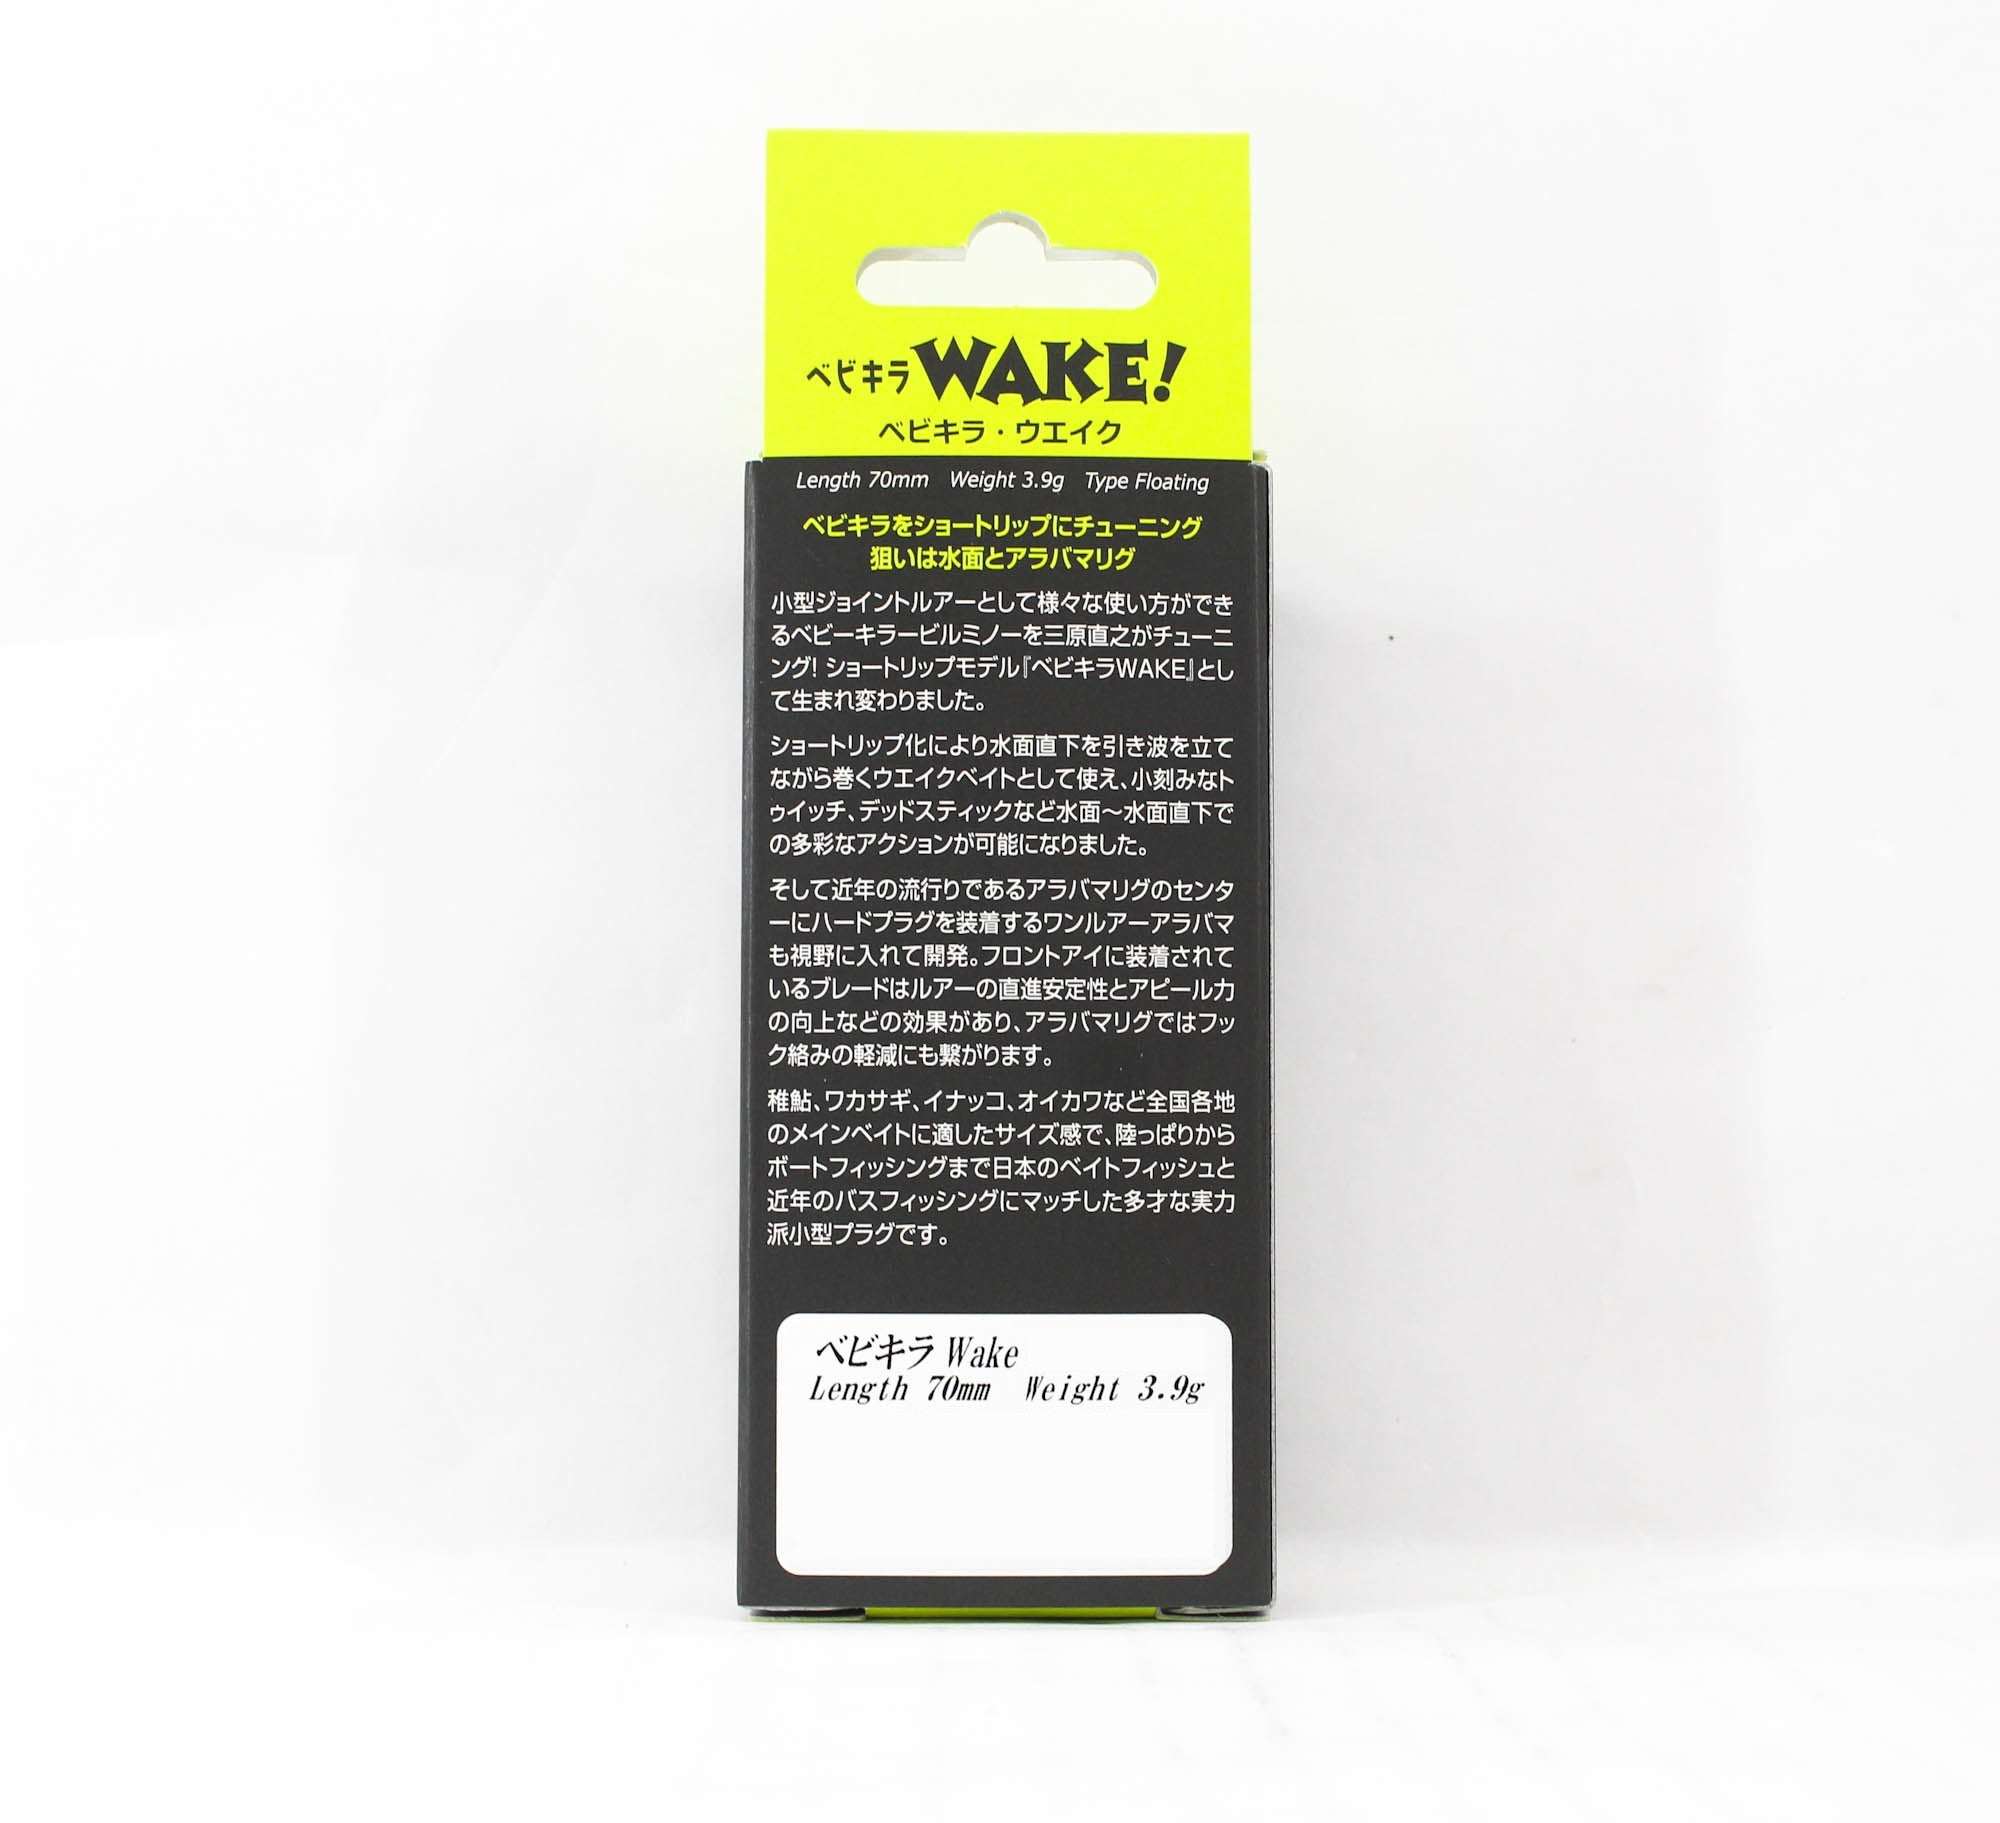 ベビキラWAKE!
ベビキラ・ウエイク
Length 70mm Weight 3.9g Type Floating
ベビキラをショートリップにチューニング
狙いは水面とアラバマリグ
小型ジョイントルアーとして様々な使い方ができ
るベビーキラービルミノーを三原直之がチューニ
ング! ショートリップモデル『ベビキラWAKE』とし
て生まれ変わりました。
ショートリップ化により水面直下を引き波を立て
ながら巻くウエイクベイトとして使え、小刻みなト
ゥイッチ、デッドスティックなど水面～水面直下で
の多彩なアクションが可能になりました。
そして近年の流行りであるアラバマリグのセンタ
ーにハードプラグを装着するワンルアーアラバマ
も視野に入れて開発。フロントアイに装着されて
いるブレードはルアーの直進安定性とアピール力
の向上などの効果があり、アラバマリグではフッ
ク絡みの軽減にも繋がります。
稚鮎、ワカサギ、イナッコ、オイカワなど全国各地
のメインベイトに適したサイズ感で、陸っぱりから
ボートフィッシングまで日本のベイトフィッシュと
近年のバスフィッシングにマッチした多才な実力
派小型プラグです。
ベビキラ Wake
Length 70mm Weight 3.9g